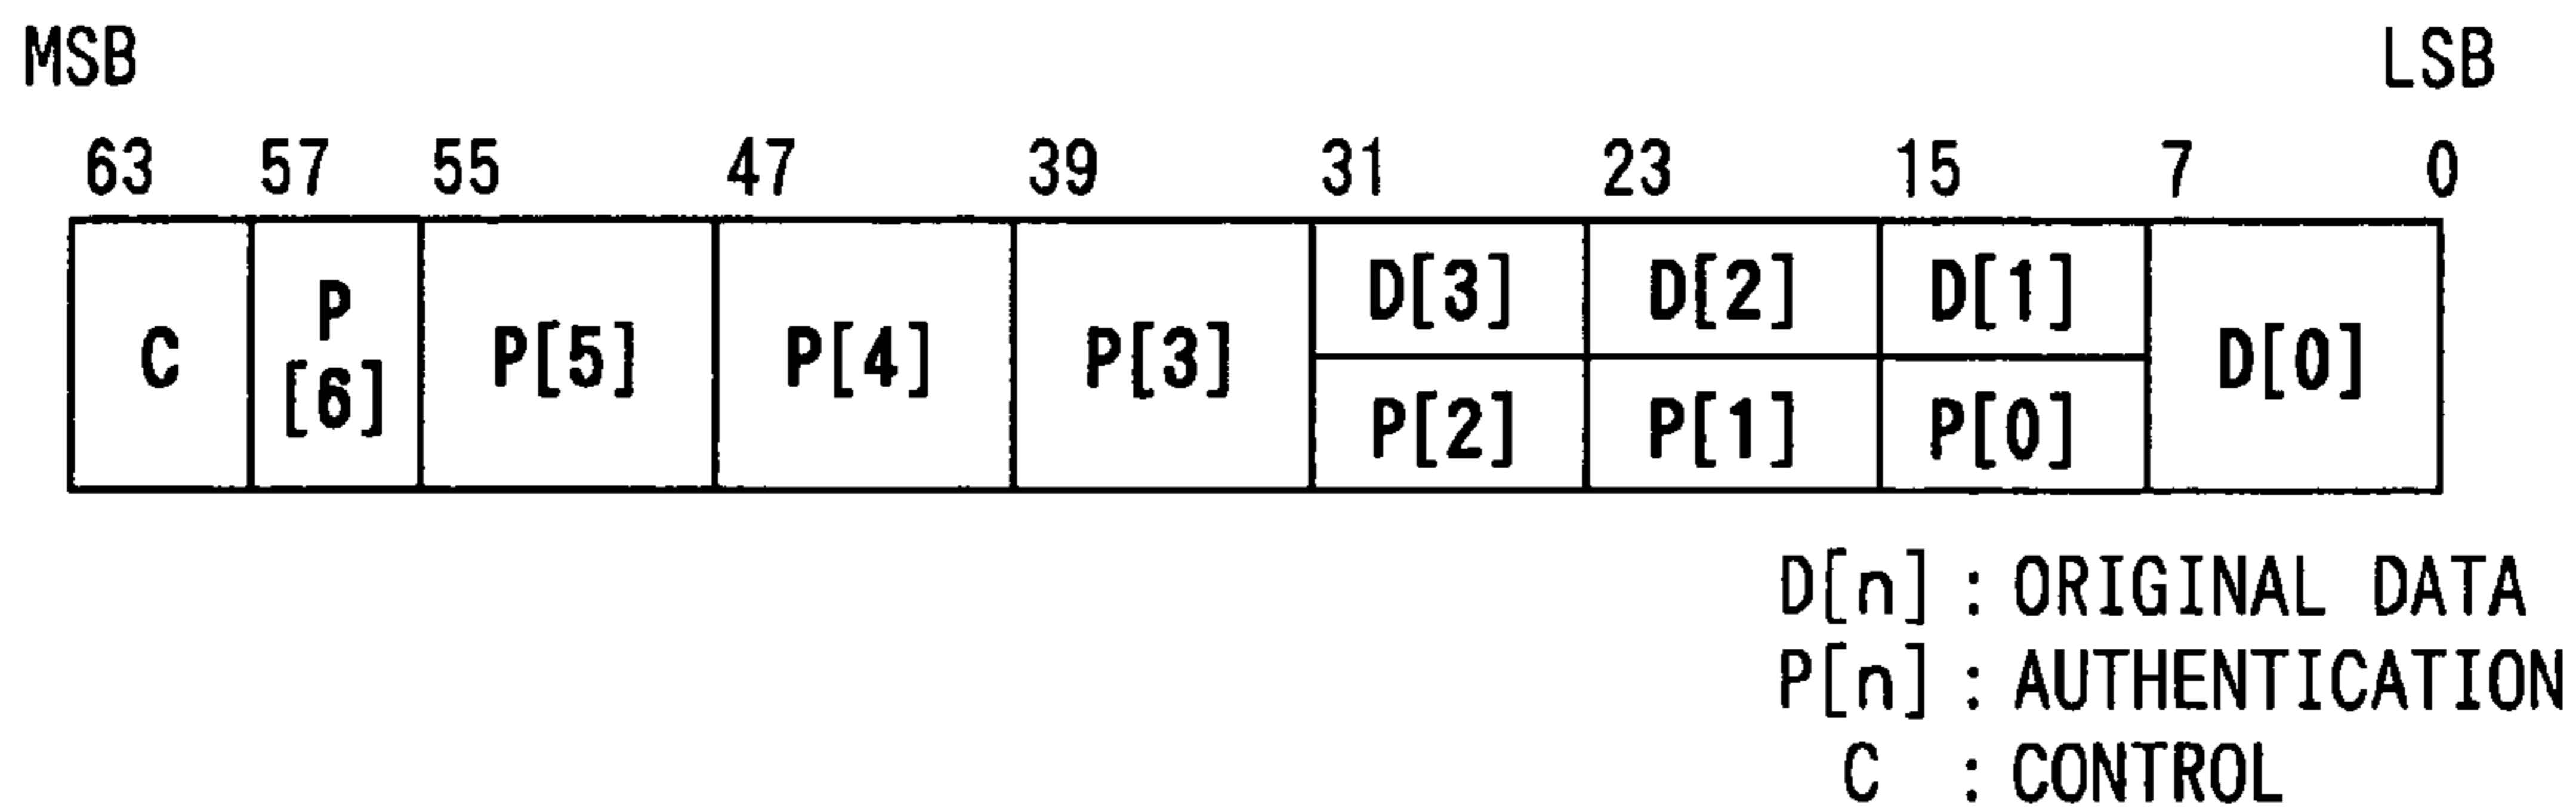 MSB LSB
63 57 55 47 39 31 23 15 7 0
C P [6] P[5] P[4] P[3] D[3] D[2] D[1] D[0]
P[2] P[1] P[0]
D[n] : ORIGINAL DATA
P[n] : AUTHENTICATION
C : CONTROL